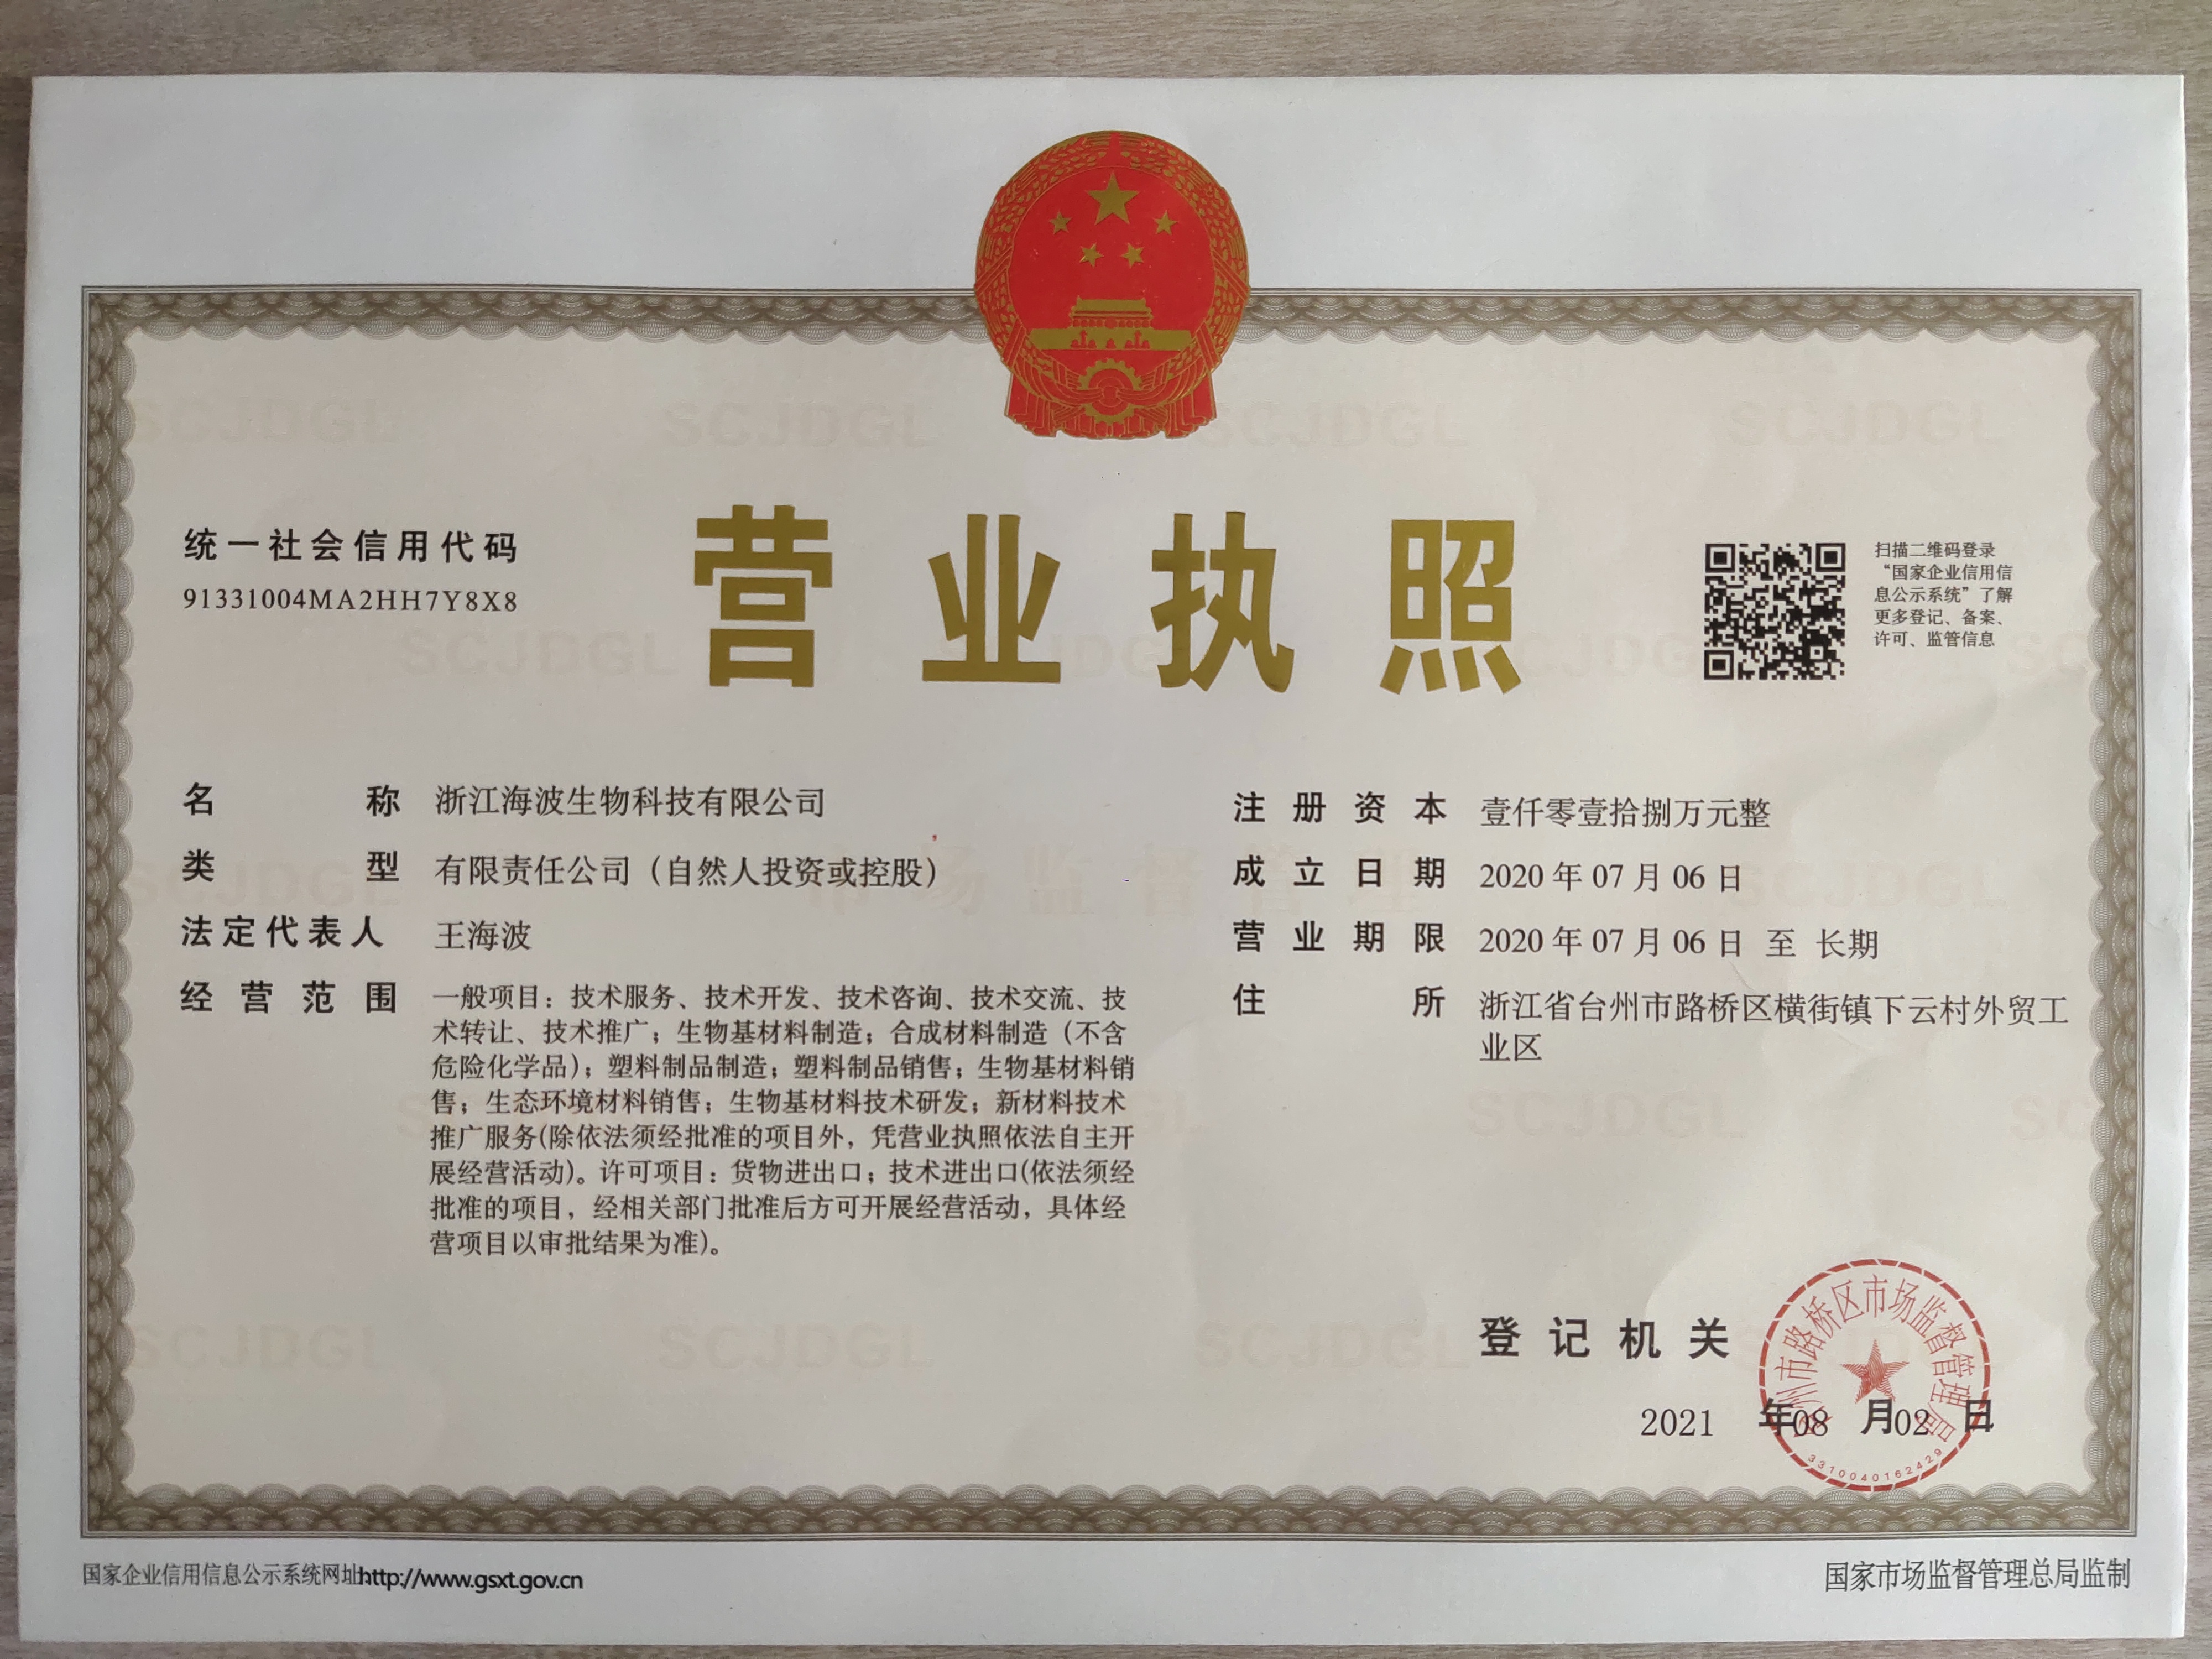 营业执照
统一社会信用代码
91331004MA2HH7Y8X8
扫描二维码登录
“国家企业信用信
息公示系统”了解
更多登记、备案、
许可、监管信息
名称 浙江海波生物科技有限公司
类型 有限责任公司（自然人投资或控股）
法定代表人 王海波
经营范围 一般项目：技术服务、技术开发、技术咨询、技术交流、技
术转让、技术推广；生物基材料制造；合成材料制造（不含
危险化学品）；塑料制品制造；塑料制品销售；生物基材料销
售；生态环境材料销售；生物基材料技术研发；新材料技术
推广服务(除依法须经批准的项目外，凭营业执照依法自主开
展经营活动)。许可项目：货物进出口；技术进出口(依法须经
批准的项目，经相关部门批准后方可开展经营活动，具体经
营项目以审批结果为准)。
注册资本 壹仟零壹拾捌万元整
成立日期 2020年07月06日
营业期限 2020年07月06日 至 长期
住所 浙江省台州市路桥区横街镇下云村外贸工
业区
登记机关
台州市路桥区市场监督管理局
3310040162429
2021 年08 月02 日
国家企业信用信息公示系统网址http://www.gsxt.gov.cn
国家市场监督管理总局监制
SCJDGL
市场监督管理